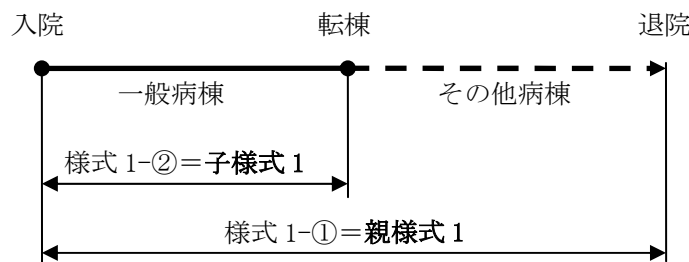 入院 転棟 退院
一般病棟 その他病棟
様式 1-②＝子様式 1
様式 1-①＝親様式 1